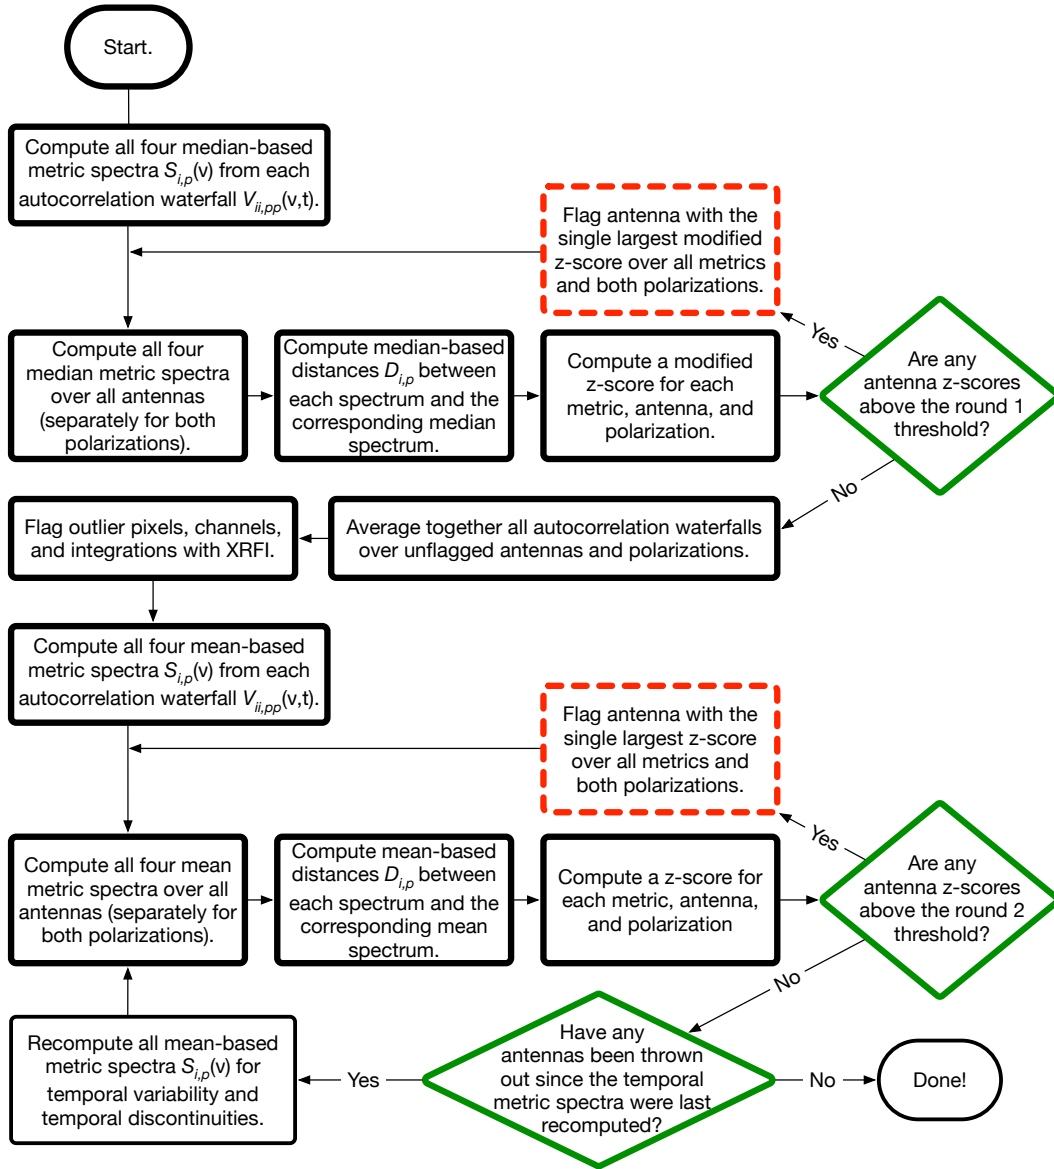 Start.
Compute all four median-based
metric spectra S_{i,p}(ν) from each
autocorrelation waterfall V_{ii,pp}(ν,t).
Flag antenna with the
single largest modified
z-score over all metrics
and both polarizations.
Yes
Compute all four
median metric spectra
over all antennas
(separately for both
polarizations).
Compute median-based
distances D_{i,p} between
each spectrum and the
corresponding median
spectrum.
Compute a modified
z-score for each
metric, antenna, and
polarization.
Are any
antenna z-scores
above the round 1
threshold?
No
Average together all autocorrelation waterfalls
over unflagged antennas and polarizations.
Flag outlier pixels, channels,
and integrations with XRFI.
Compute all four mean-based
metric spectra S_{i,p}(ν) from each
autocorrelation waterfall V_{ii,pp}(ν,t).
Flag antenna with the
single largest z-score
over all metrics and
both polarizations.
Yes
Compute all four mean
metric spectra over all
antennas (separately for
both polarizations).
Compute mean-based
distances D_{i,p} between
each spectrum and the
corresponding mean
spectrum.
Compute a z-score for
each metric, antenna,
and polarization
Are any
antenna z-scores
above the round 2
threshold?
No
Have any
antennas been thrown
out since the temporal
metric spectra were last
recomputed?
Yes
Recompute all mean-based
metric spectra S_{i,p}(ν) for
temporal variability and
temporal discontinuities.
No
Done!